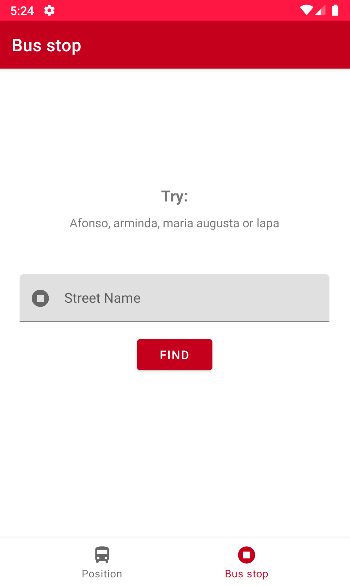 5:24
Bus stop
Try:
Afonso, arminda, maria augusta or lapa
Street Name
FIND
Position
Bus stop